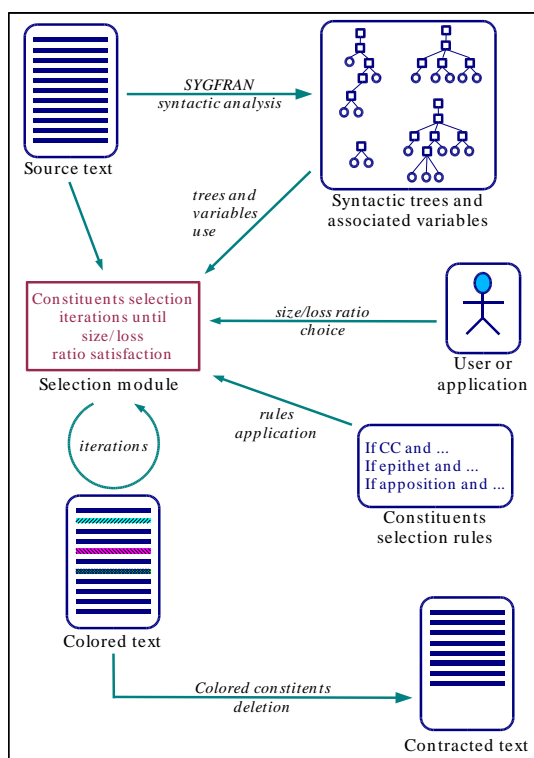 SYGFRAN
syntactic analysis
Source text
Syntactic trees and
associated variables
trees and
variables
use
Constituents selection
iterations until
size/loss
ratio satisfaction
Selection module
size/loss ratio
choice
User or
application
rules
application
iterations
If CC and ...
If epithet and ...
If apposition and ...
Constituents
selection rules
Colored text
Colored constitents
deletion
Contracted text